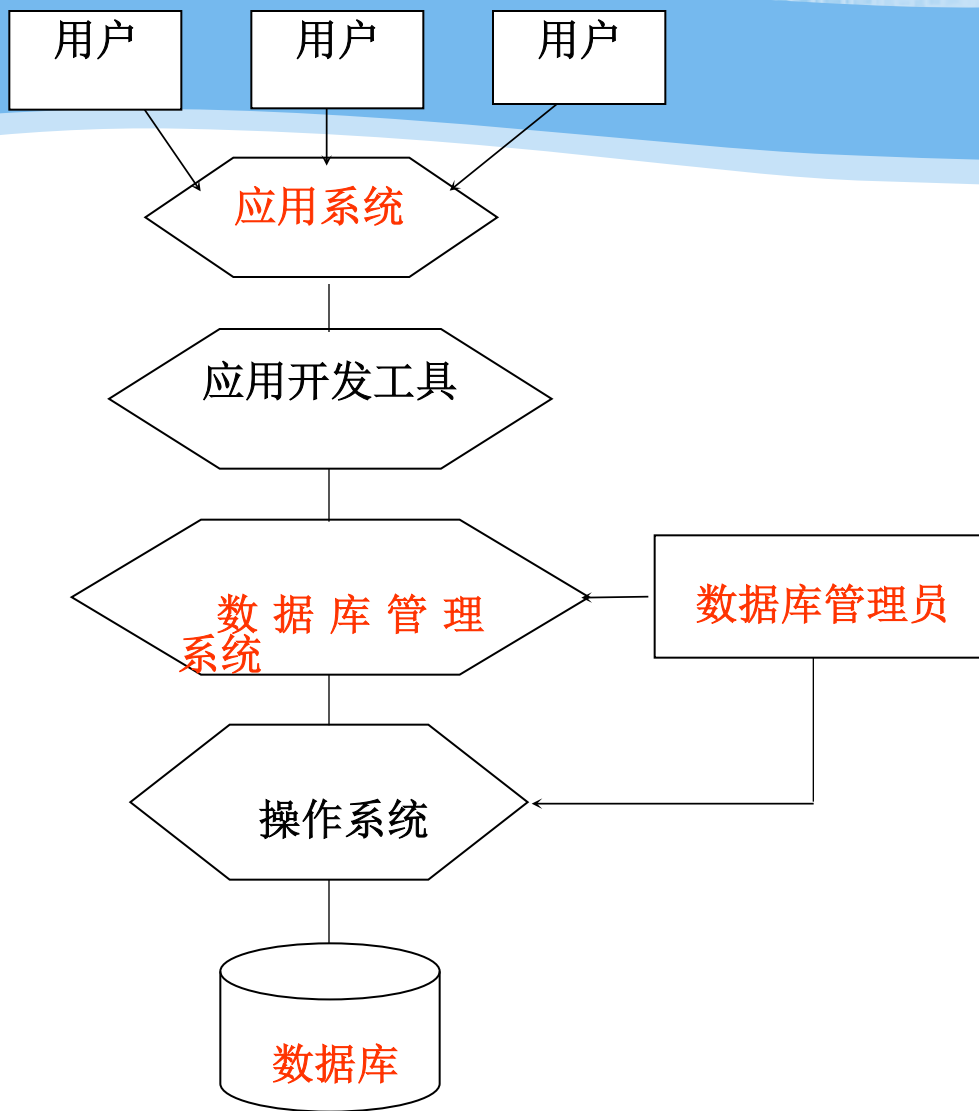 用户
用户
用户
应用系统
应用开发工具
数 据 库 管 理
系统
数据库管理员
操作系统
数据库